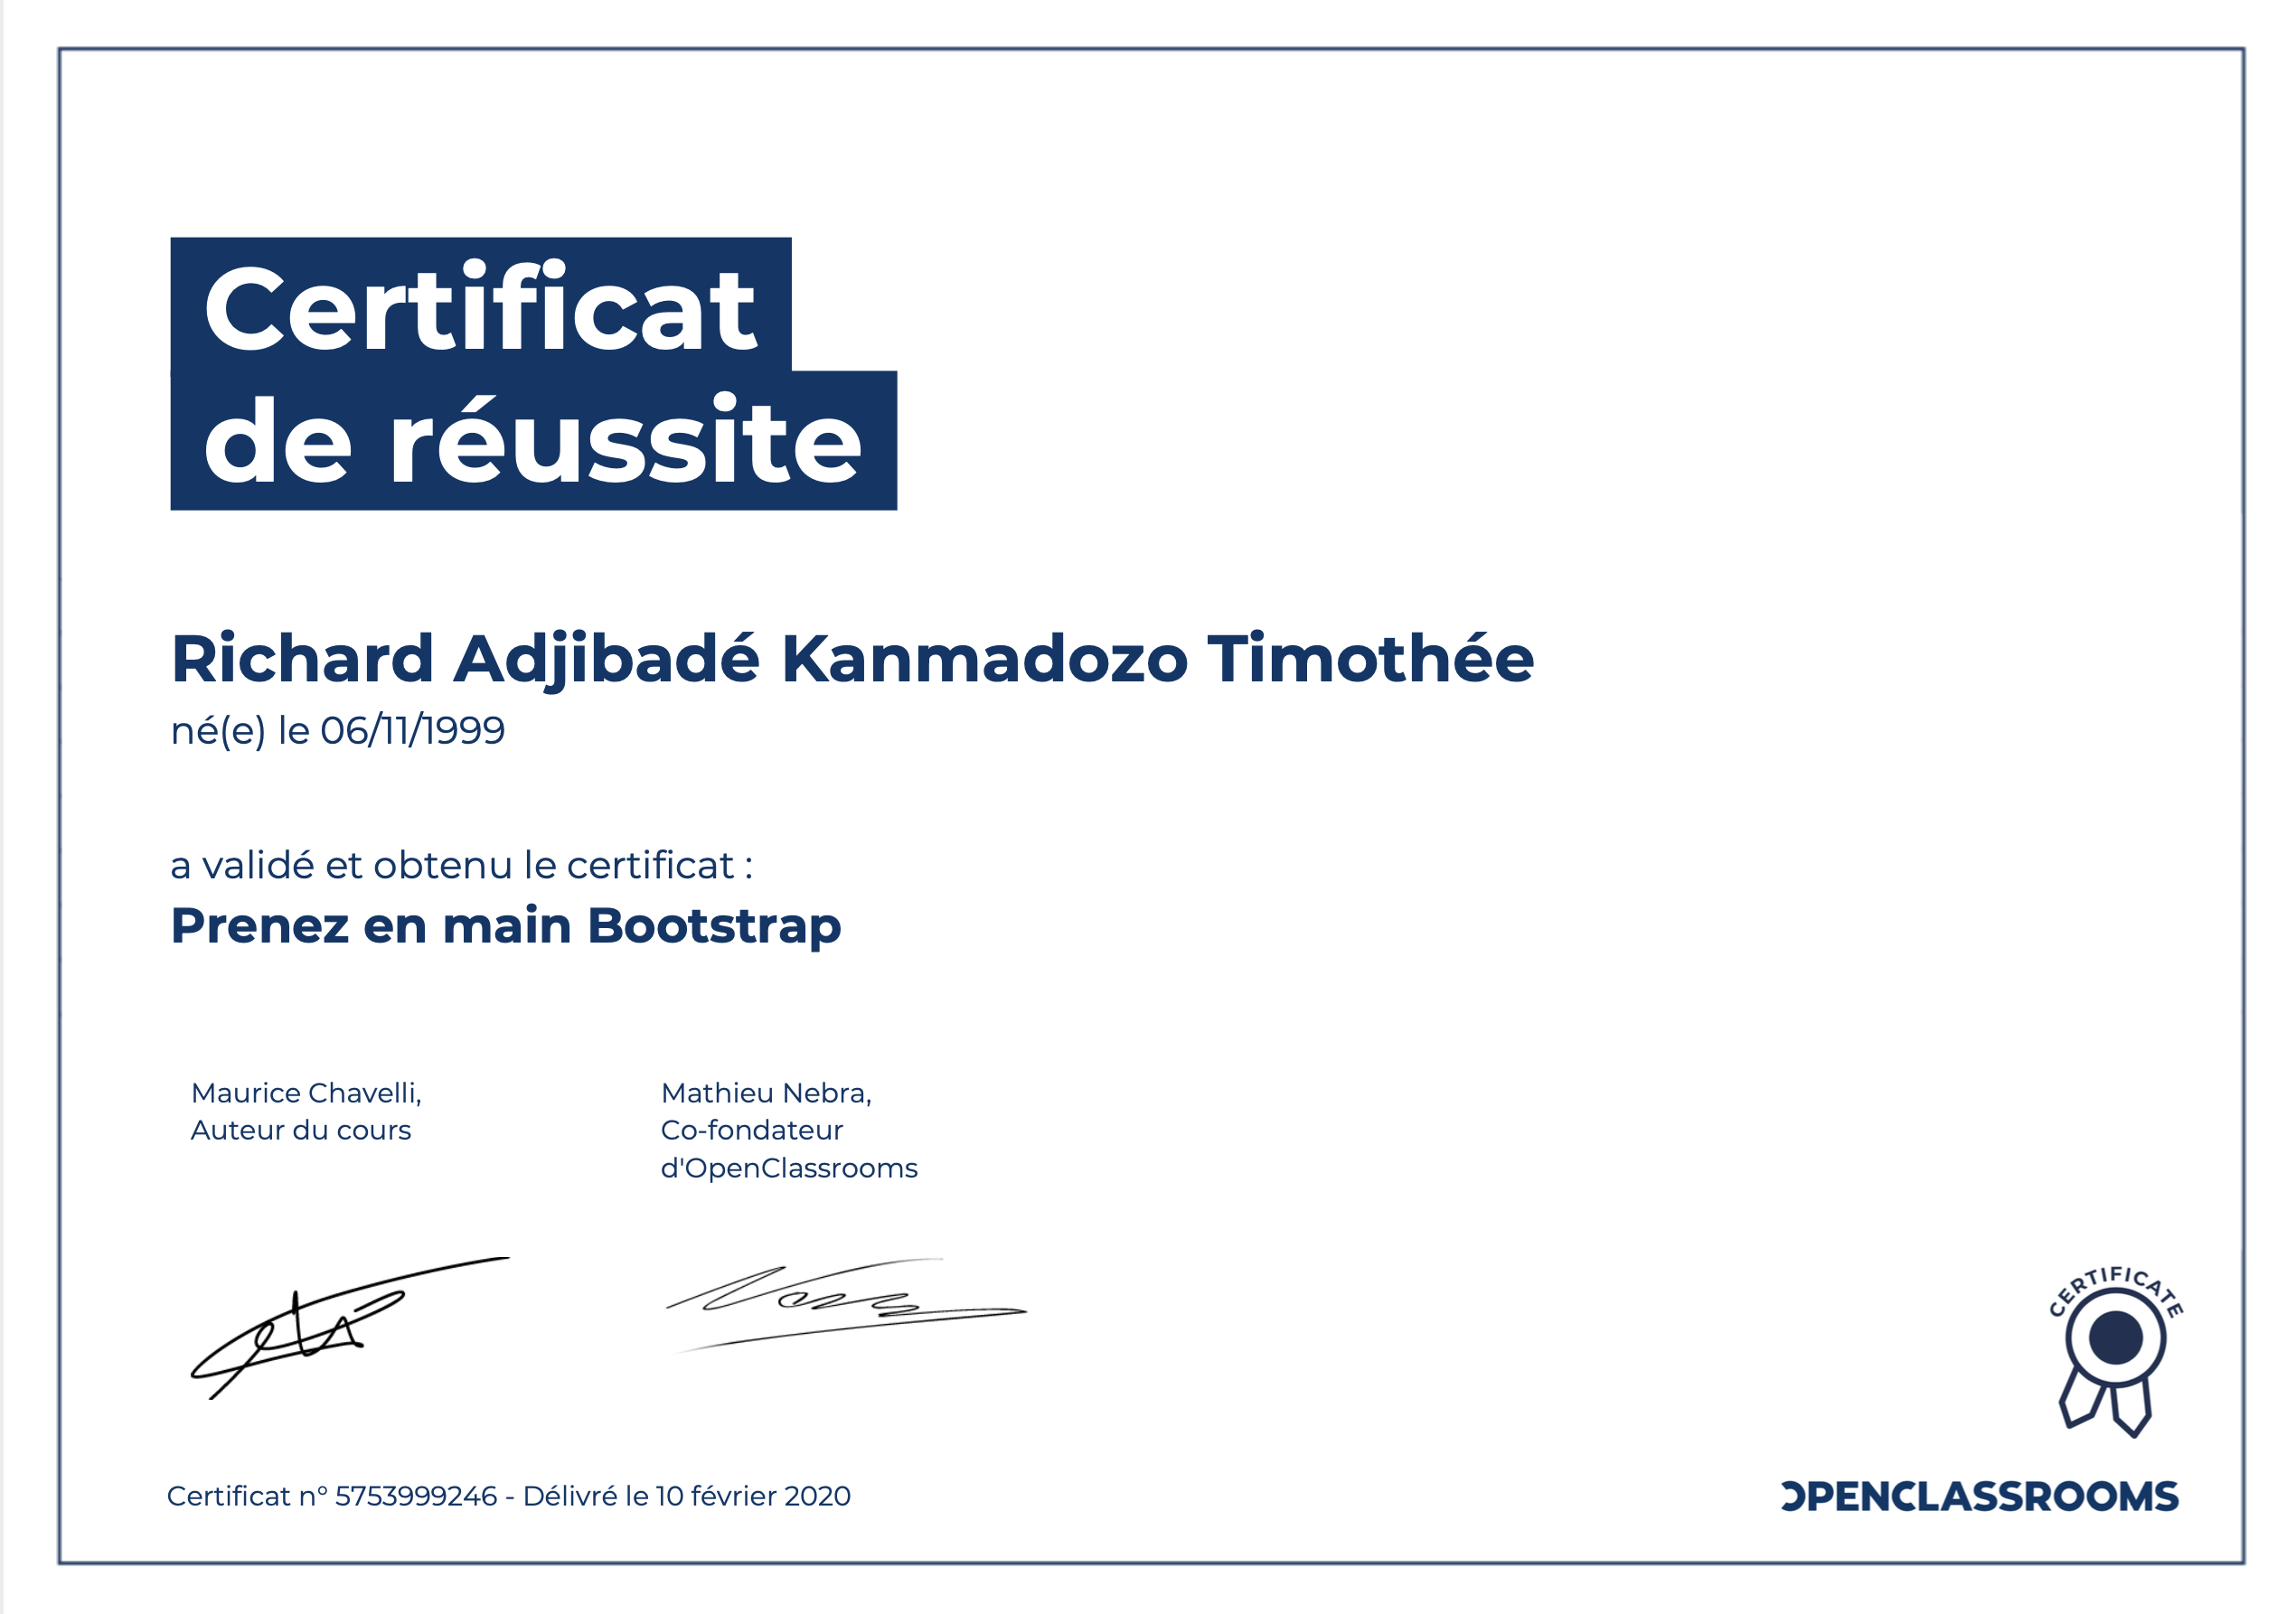 Certificat
de réussite
Richard Adjibadé Kanmadozo Timothée
né(e) le 06/11/1999
a validé et obtenu le certificat :
Prenez en main Bootstrap
Maurice Chavelli,
Auteur du cours
Mathieu Nebra,
Co-fondateur
d'OpenClassrooms
CERTIFICATE
Certificat n° 5753999246 - Délivré le 10 février 2020
OPENCLASSROOMS